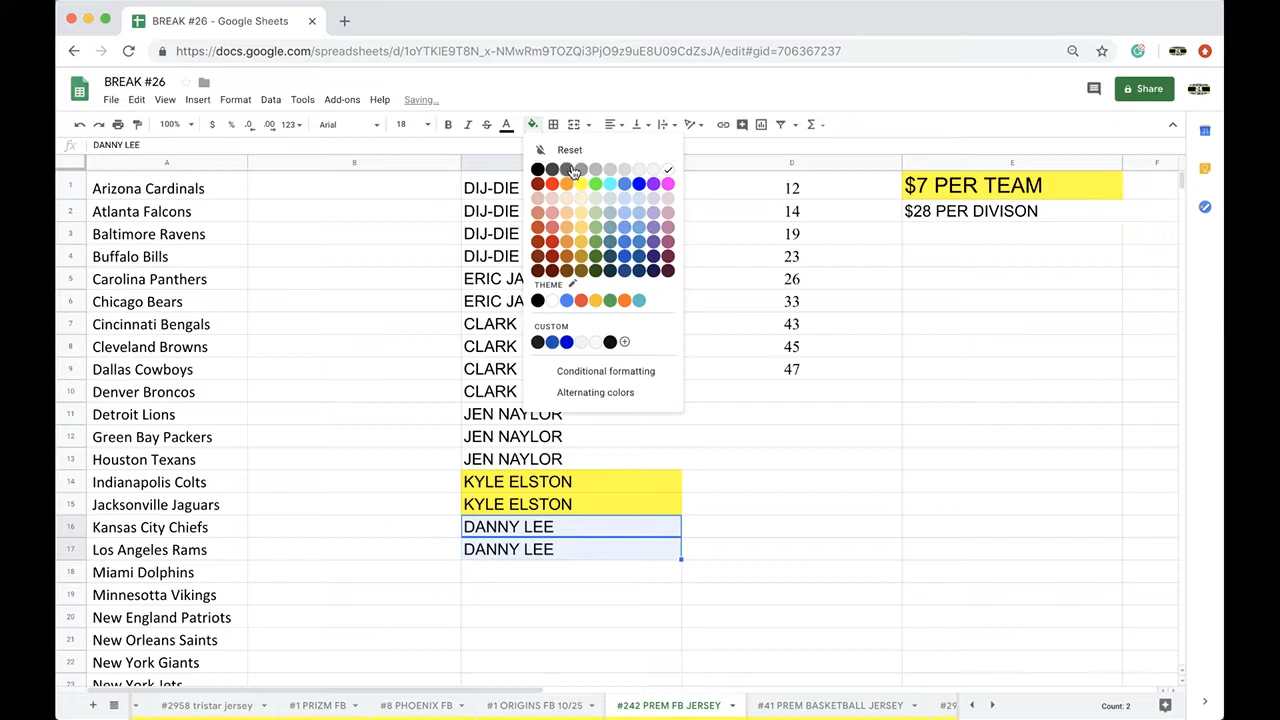 BREAK #26 - Google Sheets
https://docs.google.com/spreadsheets/d/1oYTKlE9T8N_x-NMwRm9TOZQi3PjO9z9uE8U09CdZsJA/edit#gid=706367237
BREAK #26
File Edit View Insert Format Data Tools Add-ons Help Saving...
Share
100% $ % .0 .00 123 Arial 18 B I S A
fx DANNY LEE
Reset
A B D E F
1 Arizona Cardinals DIJ-DIE 12 $7 PER TEAM
2 Atlanta Falcons DIJ-DIE 14 $28 PER DIVISON
3 Baltimore Ravens DIJ-DIE 19
4 Buffalo Bills DIJ-DIE 23
5 Carolina Panthers ERIC JA 26
THEME
6 Chicago Bears ERIC JA 33
7 Cincinnati Bengals CLARK 43
CUSTOM
8 Cleveland Browns CLARK 45
9 Dallas Cowboys CLARK 47
Conditional formatting
10 Denver Broncos CLARK
Alternating colors
11 Detroit Lions JEN NAYLOR
12 Green Bay Packers JEN NAYLOR
13 Houston Texans JEN NAYLOR
14 Indianapolis Colts KYLE ELSTON
15 Jacksonville Jaguars KYLE ELSTON
16 Kansas City Chiefs DANNY LEE
17 Los Angeles Rams DANNY LEE
18 Miami Dolphins
19 Minnesotta Vikings
20 New England Patriots
21 New Orleans Saints
22 New York Giants
23 New York Jets
#2958 tristar jersey #1 PRIZM FB #8 PHOENIX FB #1 ORIGINS FB 10/25 #242 PREM FB JERSEY #41 PREM BASKETBALL JERSEY #29 Count: 2